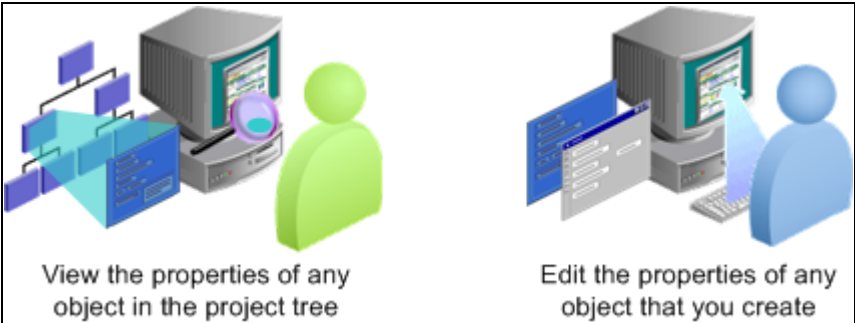 View the properties of any
object in the project tree
Edit the properties of any
object that you create